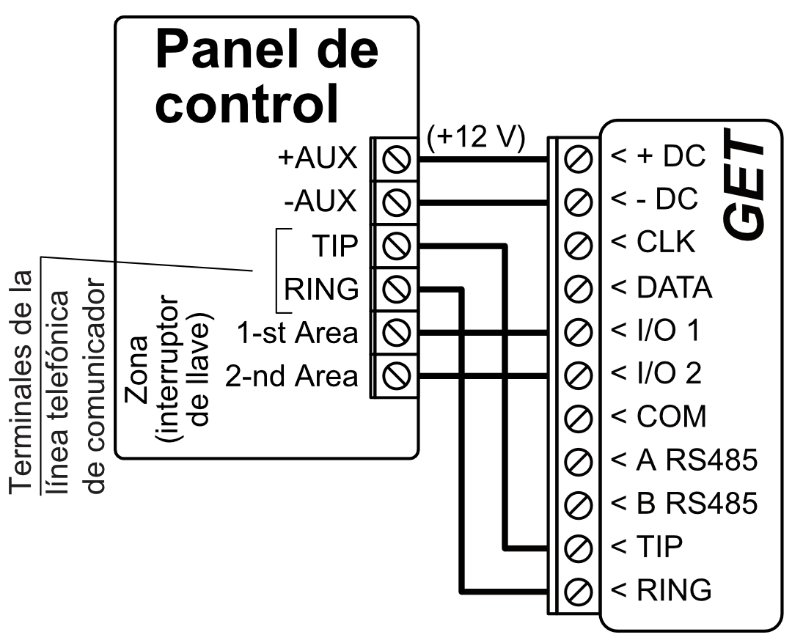 Panel de
control
+AUX
-AUX
TIP
RING
1-st Area
2-nd Area
Zona
(interruptor
de llave)
Terminales de la
línea telefónica
de comunicador
(+12 V)
GET
< + DC
< - DC
< CLK
< DATA
< I/O 1
< I/O 2
< COM
< A RS485
< B RS485
< TIP
< RING